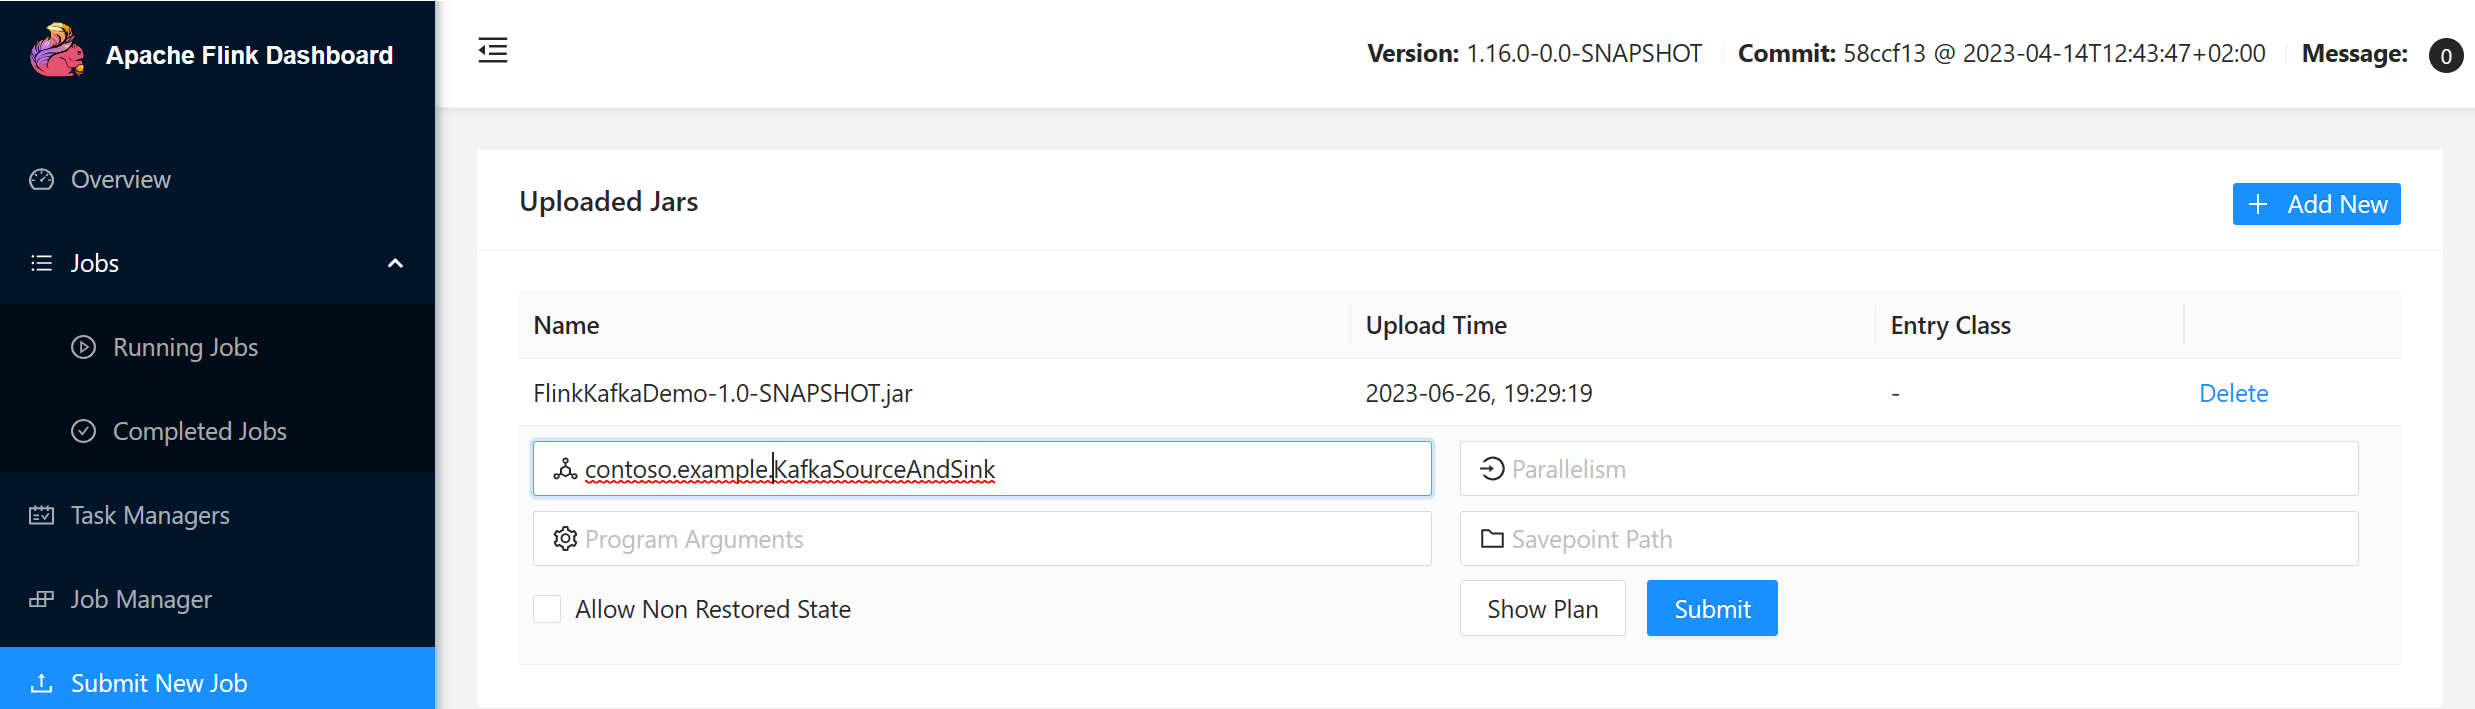 Apache Flink Dashboard
Version: 1.16.0-0.0-SNAPSHOT Commit: 58ccf13 @ 2023-04-14T12:43:47+02:00 Message: 0
Overview
Jobs
Running Jobs
Completed Jobs
Task Managers
Job Manager
Submit New Job
Uploaded Jars
Add New
Name Upload Time Entry Class
FlinkKafkaDemo-1.0-SNAPSHOT.jar 2023-06-26, 19:29:19 - Delete
contoso.example.KafkaSourceAndSink Parallelism
Program Arguments Savepoint Path
Allow Non Restored State Show Plan Submit